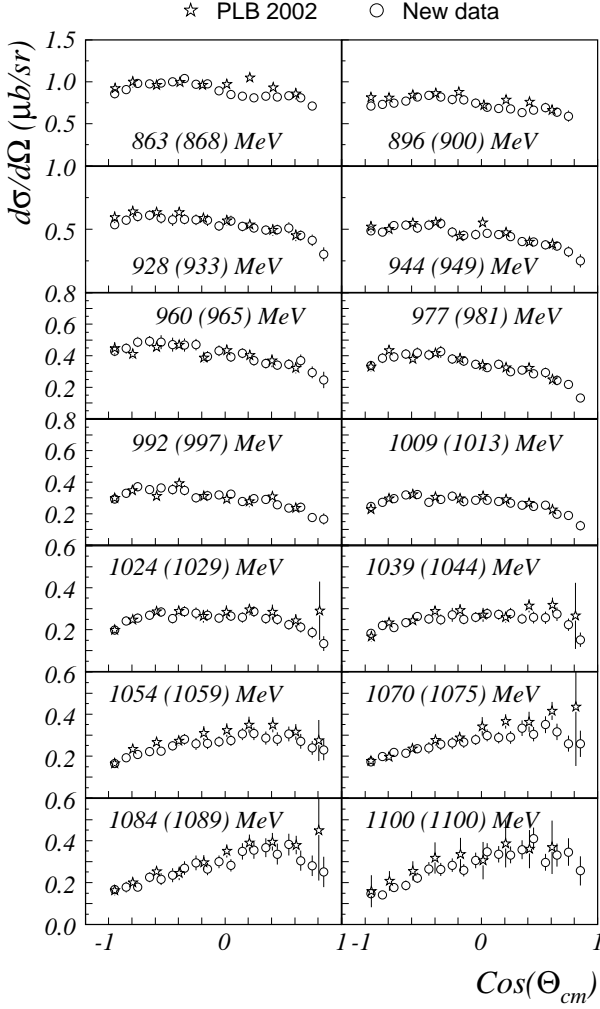 PLB 2002 New data
dσ/dΩ (μb/sr)
1.5
1.0
0.5
863 (868) MeV 896 (900) MeV
1.0
0.5
928 (933) MeV 944 (949) MeV
0.8
0.6
0.4
0.2
960 (965) MeV 977 (981) MeV
0.8
0.6
0.4
0.2
992 (997) MeV 1009 (1013) MeV
0.6
0.4
0.2
1024 (1029) MeV 1039 (1044) MeV
0.6
0.4
0.2
1054 (1059) MeV 1070 (1075) MeV
0.6
0.4
0.2
0.0
1084 (1089) MeV 1100 (1100) MeV
-1 0 1 -1 0 1
Cos(Θcm)